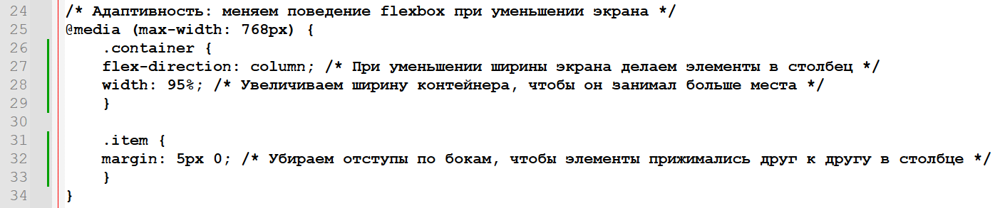 24 /* Адаптивность: меняем поведение flexbox при уменьшении экрана */
25 @media (max-width: 768px) {
26     .container {
27     flex-direction: column; /* При уменьшении ширины экрана делаем элементы в столбец */
28     width: 95%; /* Увеличиваем ширину контейнера, чтобы он занимал больше места */
29     }
30
31     .item {
32     margin: 5px 0; /* Убираем отступы по бокам, чтобы элементы прижимались друг к другу в столбце */
33     }
34 }